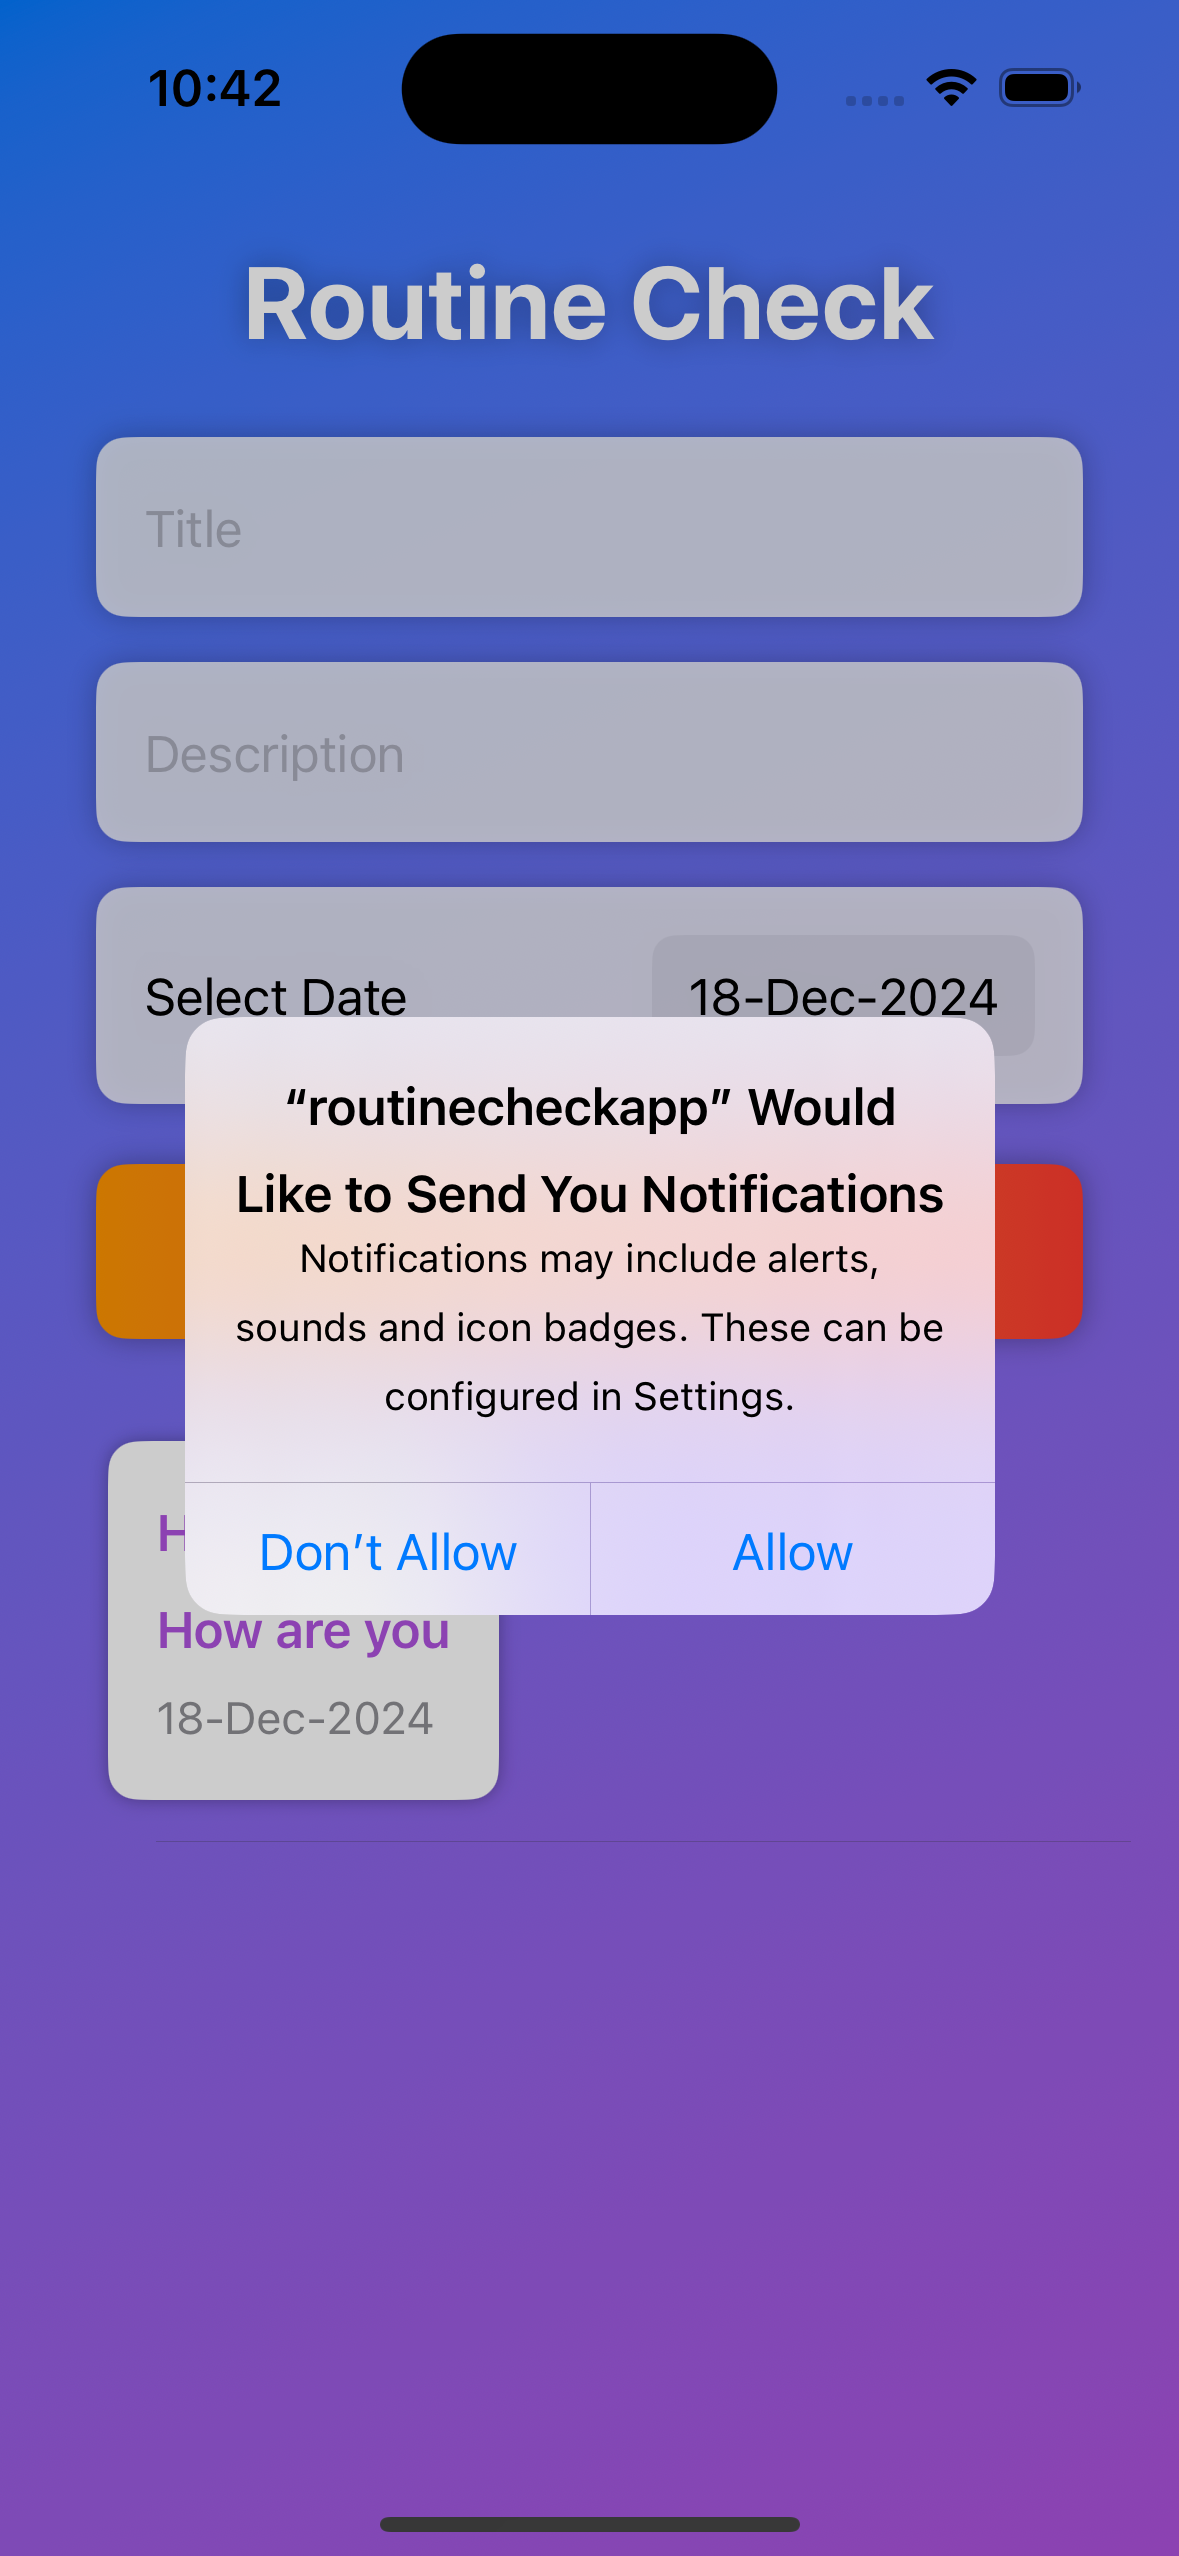 10:42
Routine Check
Title
Description
Select Date 18-Dec-2024
“routinecheckapp” Would
Like to Send You Notifications
Notifications may include alerts,
sounds and icon badges. These can be
configured in Settings.
Don’t Allow Allow
How are you
18-Dec-2024